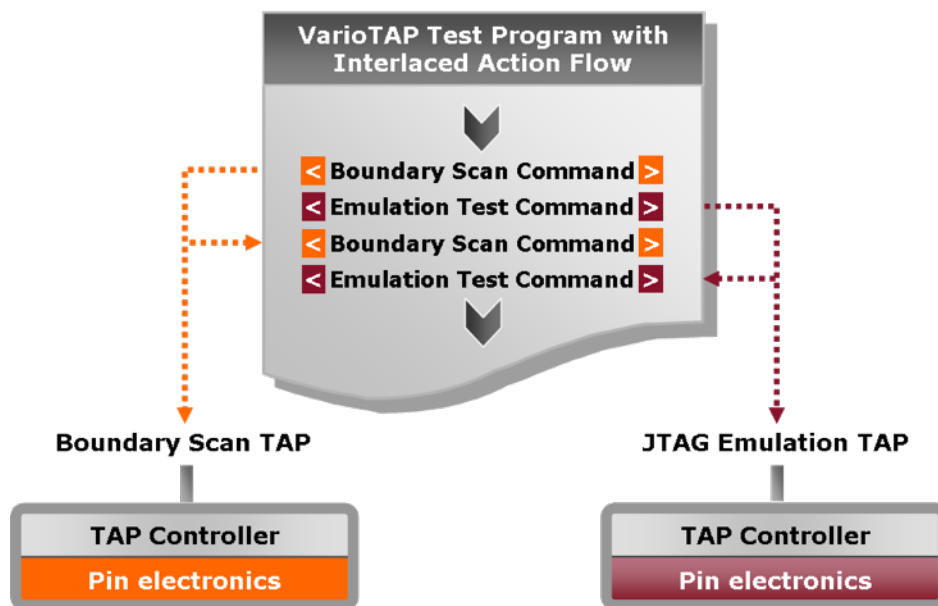 VarioTAP Test Program with
Interlaced Action Flow
< Boundary Scan Command >
< Emulation Test Command >
< Boundary Scan Command >
< Emulation Test Command >
Boundary Scan TAP
TAP Controller
Pin electronics
JTAG Emulation TAP
TAP Controller
Pin electronics